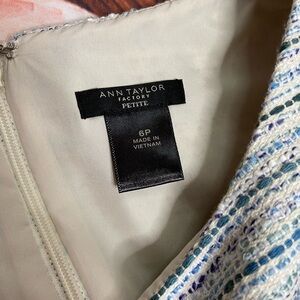 ANN TAYLOR
FACTORY
PETITE
6P
MADE IN
VIETNAM